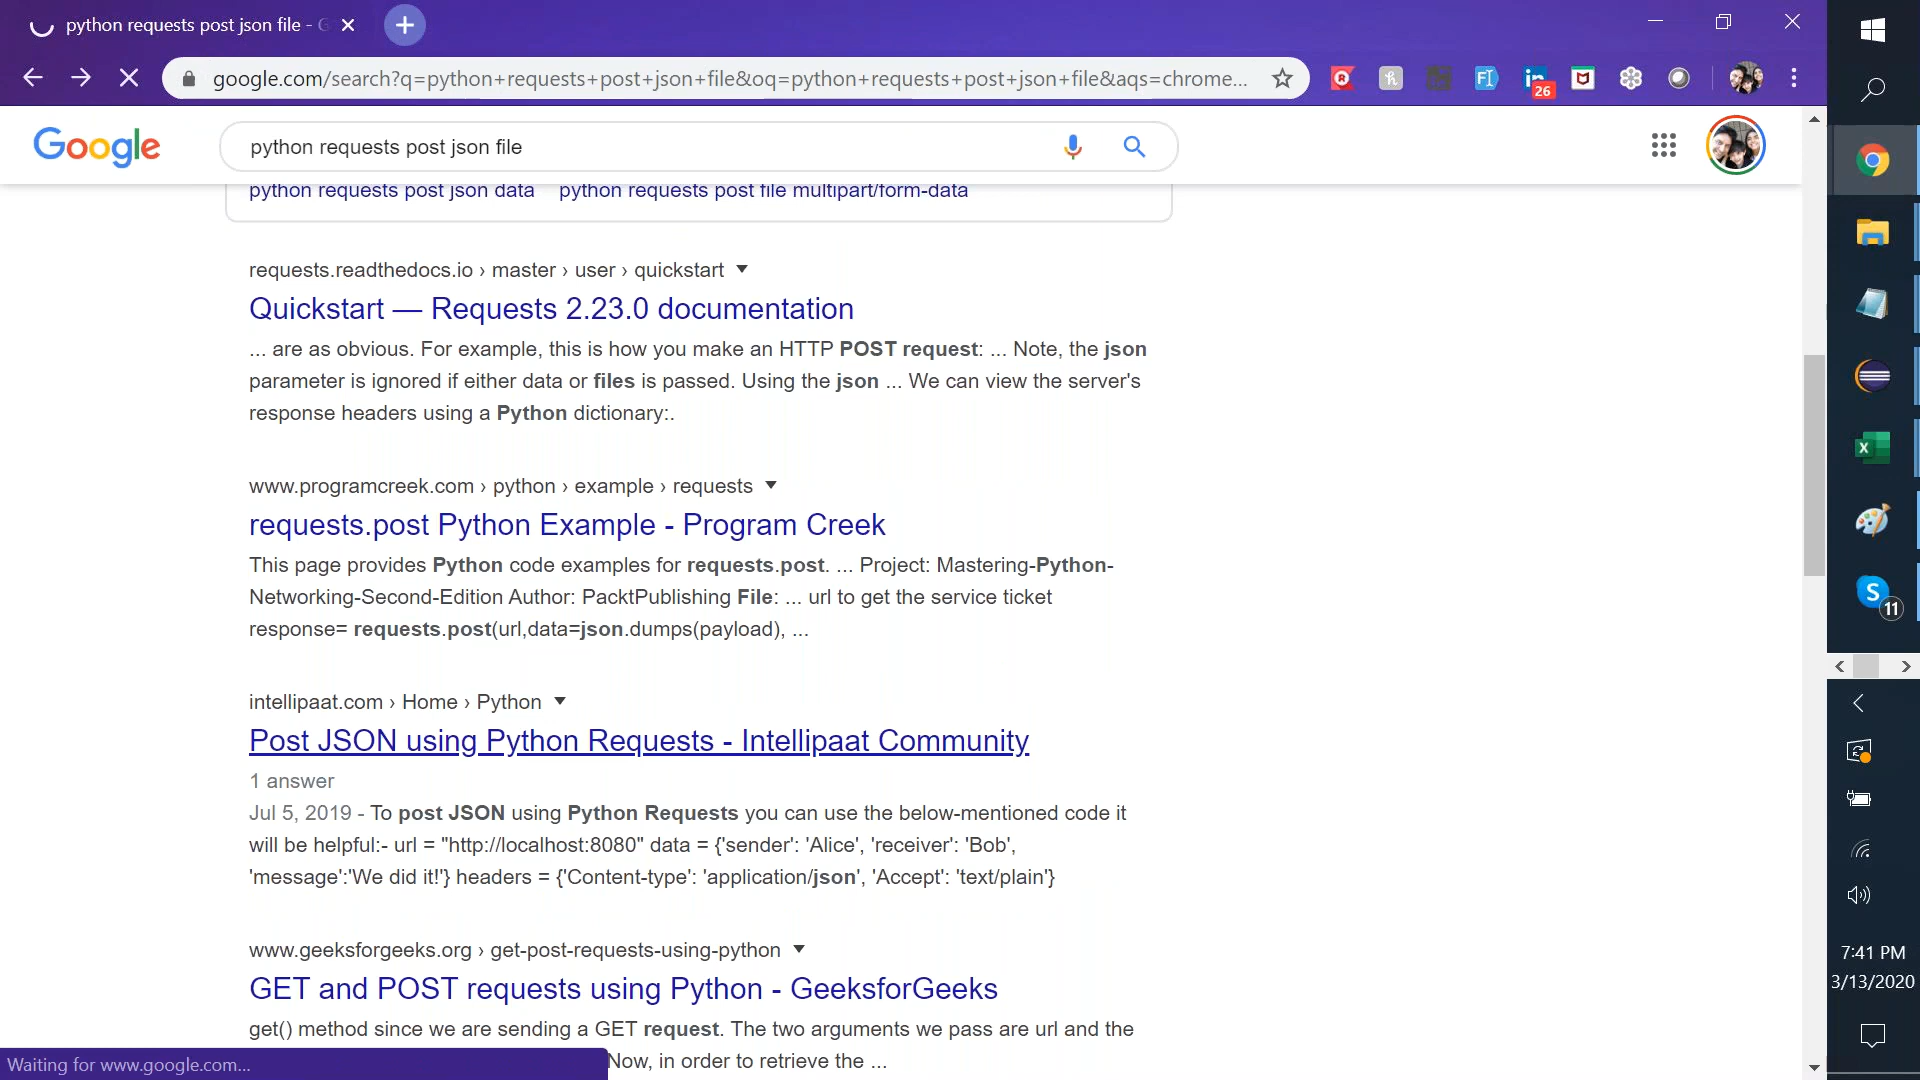 python requests post json file - G
google.com/search?q=python+requests+post+json+file&oq=python+requests+post+json+file&aqs=chrome...
26
Google
python requests post json file
python requests post json data python requests post file multipart/form-data
requests.readthedocs.io › master › user › quickstart
Quickstart — Requests 2.23.0 documentation
... are as obvious. For example, this is how you make an HTTP POST request: ... Note, the json
parameter is ignored if either data or files is passed. Using the json ... We can view the server's
response headers using a Python dictionary:.
www.programcreek.com › python › example › requests
requests.post Python Example - Program Creek
This page provides Python code examples for requests.post. ... Project: Mastering-Python-
Networking-Second-Edition Author: PacktPublishing File: ... url to get the service ticket
response= requests.post(url,data=json.dumps(payload), ...
intellipaat.com › Home › Python
Post JSON using Python Requests - Intellipaat Community
1 answer
Jul 5, 2019 - To post JSON using Python Requests you can use the below-mentioned code it
will be helpful:- url = "http://localhost:8080" data = {'sender': 'Alice', 'receiver': 'Bob',
'message':'We did it!'} headers = {'Content-type': 'application/json', 'Accept': 'text/plain'}
www.geeksforgeeks.org › get-post-requests-using-python
GET and POST requests using Python - GeeksforGeeks
get() method since we are sending a GET request. The two arguments we pass are url and the
Now, in order to retrieve the ...
Waiting for www.google.com...
11
7:41 PM
3/13/2020